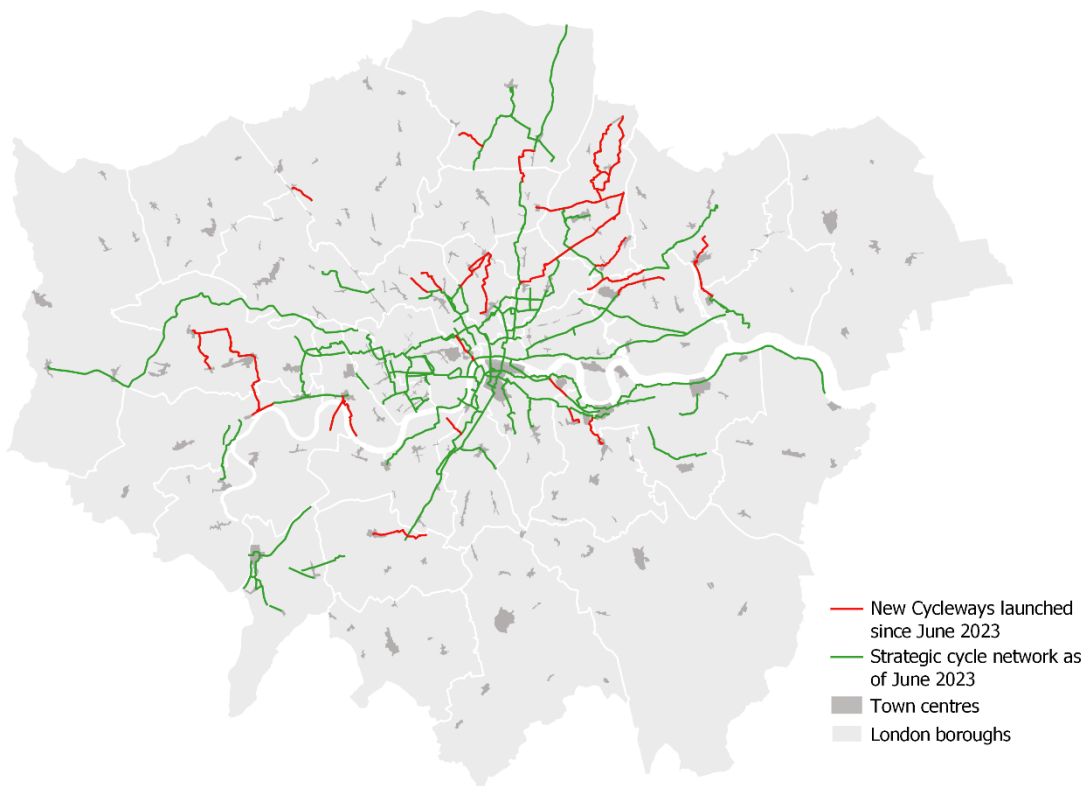 New Cycleways launched
since June 2023
Strategic cycle network as
of June 2023
Town centres
London boroughs